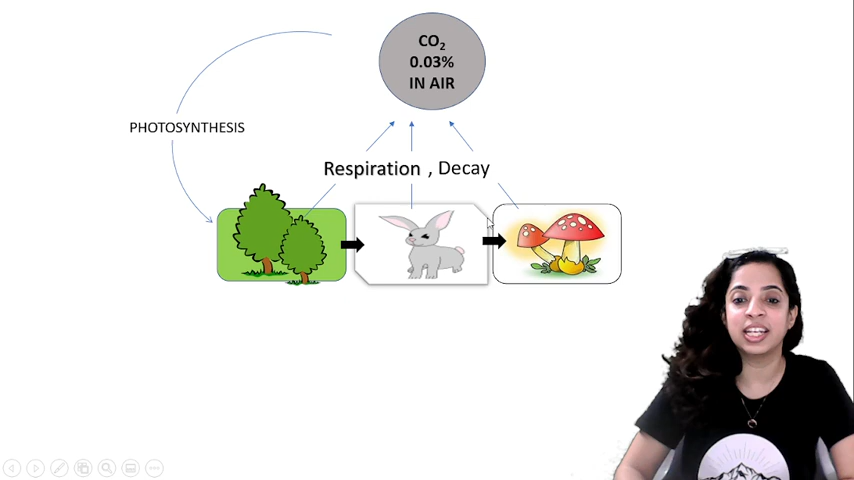 CO₂
0.03%
IN AIR
PHOTOSYNTHESIS
Respiration , Decay